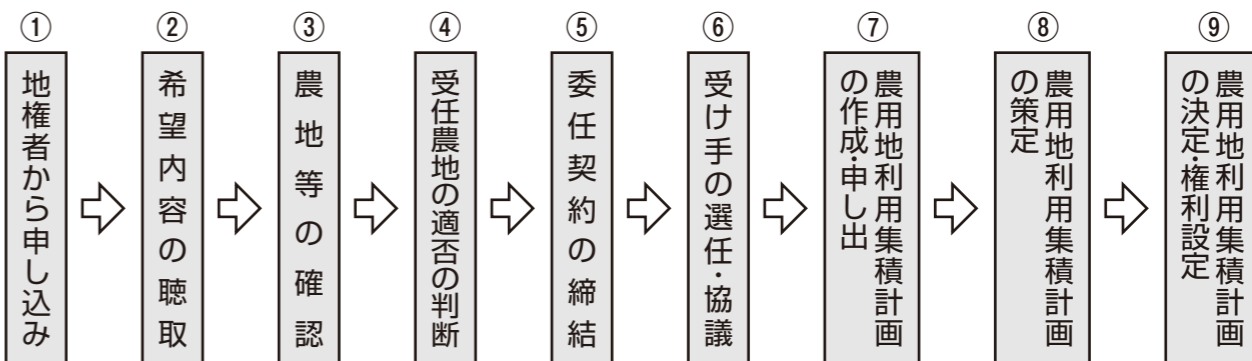 ①
地権者から申し込み
②
希望内容の聴取
③
農地等の確認
④
受任農地の適否の判断
⑤
委任契約の締結
⑥
受け手の選任・協議
⑦
農用地利用集積計画
の作成・申し出
⑧
農用地利用集積計画
の策定
⑨
農用地利用集積計画
の決定・権利設定